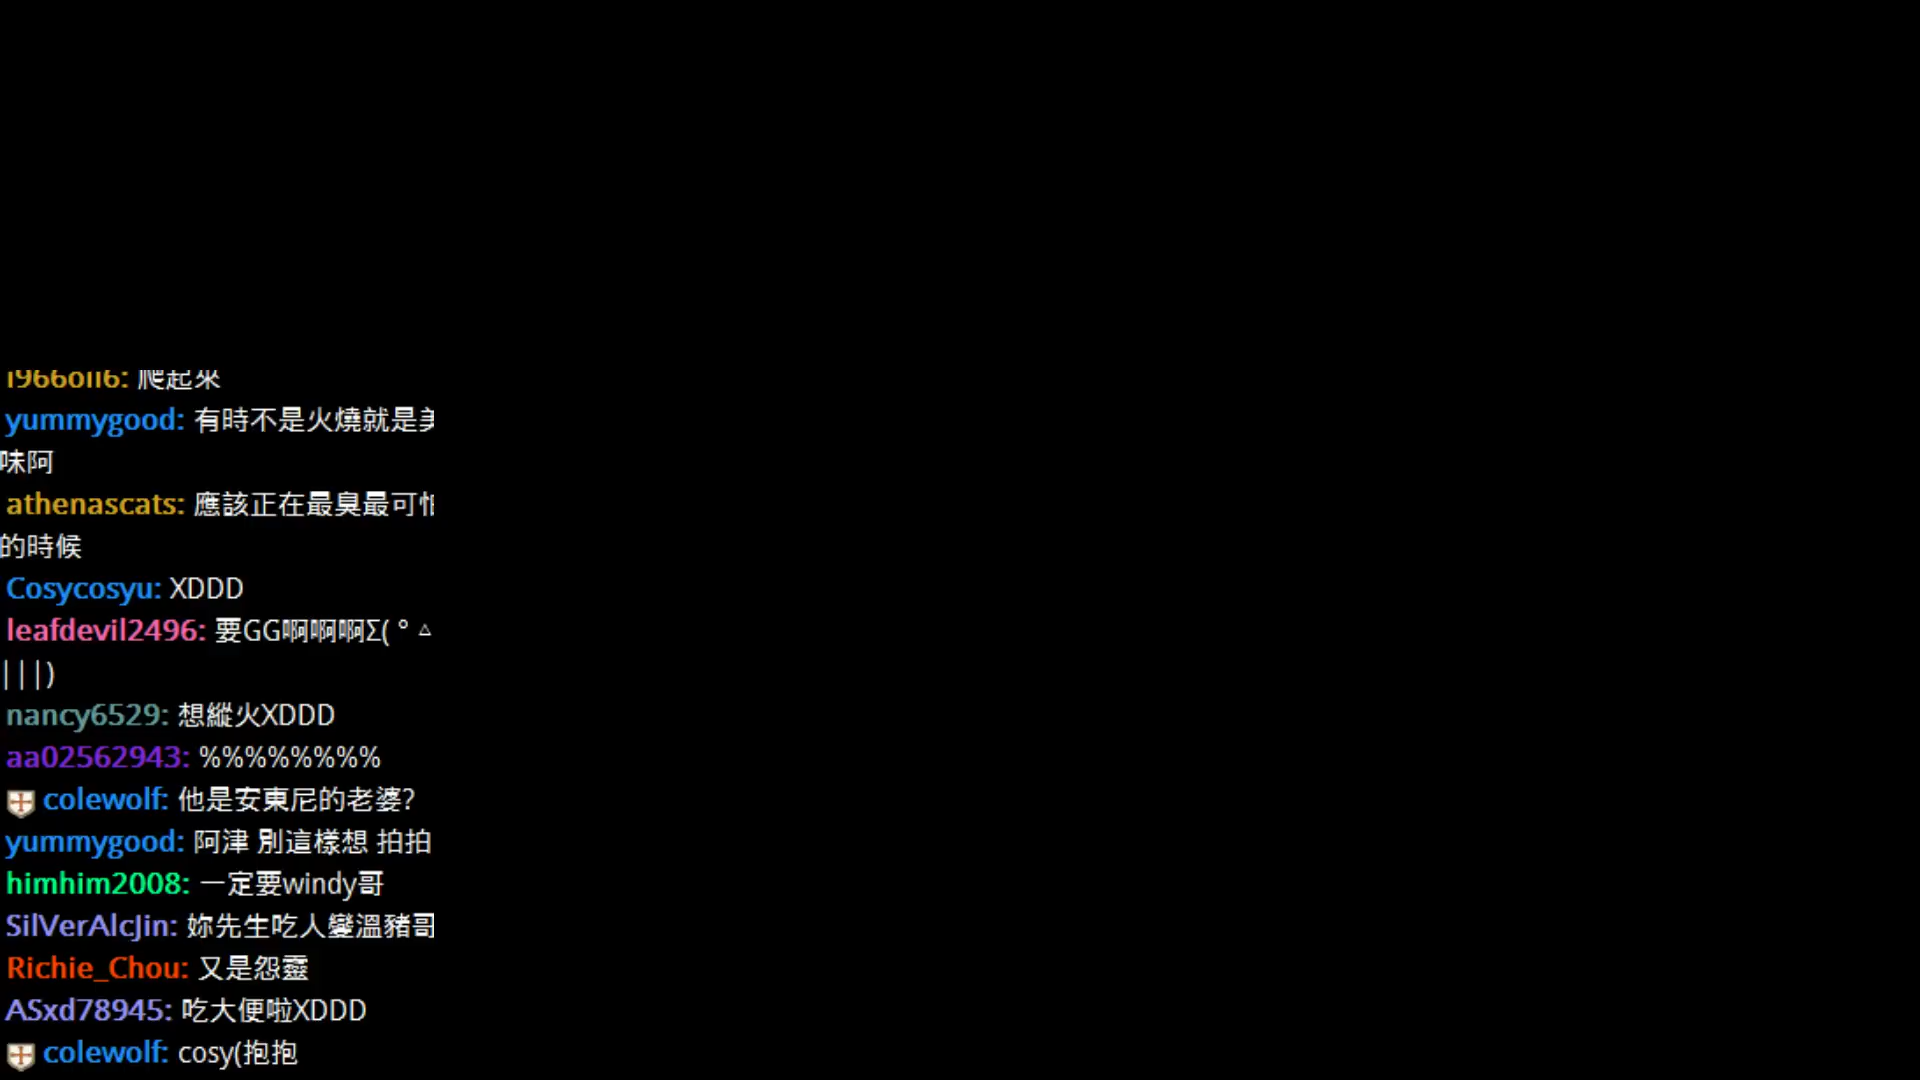 爬起來
yummygood: 有時不是火燒就是美
味阿
athenascats: 應該正在最臭最可怕
的時候
Cosycosyu: XDDD
leafdevil2496: 要GG啊啊啊Σ( ° △
|||)
nancy6529: 想縱火XDDD
aa02562943: %%%%%%%%
colewolf: 他是安東尼的老婆?
yummygood: 阿津 別這樣想 拍拍
himhim2008: 一定要windy哥
SilVerAlcJin: 妳先生吃人變溫豬哥
Richie_Chou: 又是怨靈
ASxd78945: 吃大便啦XDDD
colewolf: cosy(抱抱